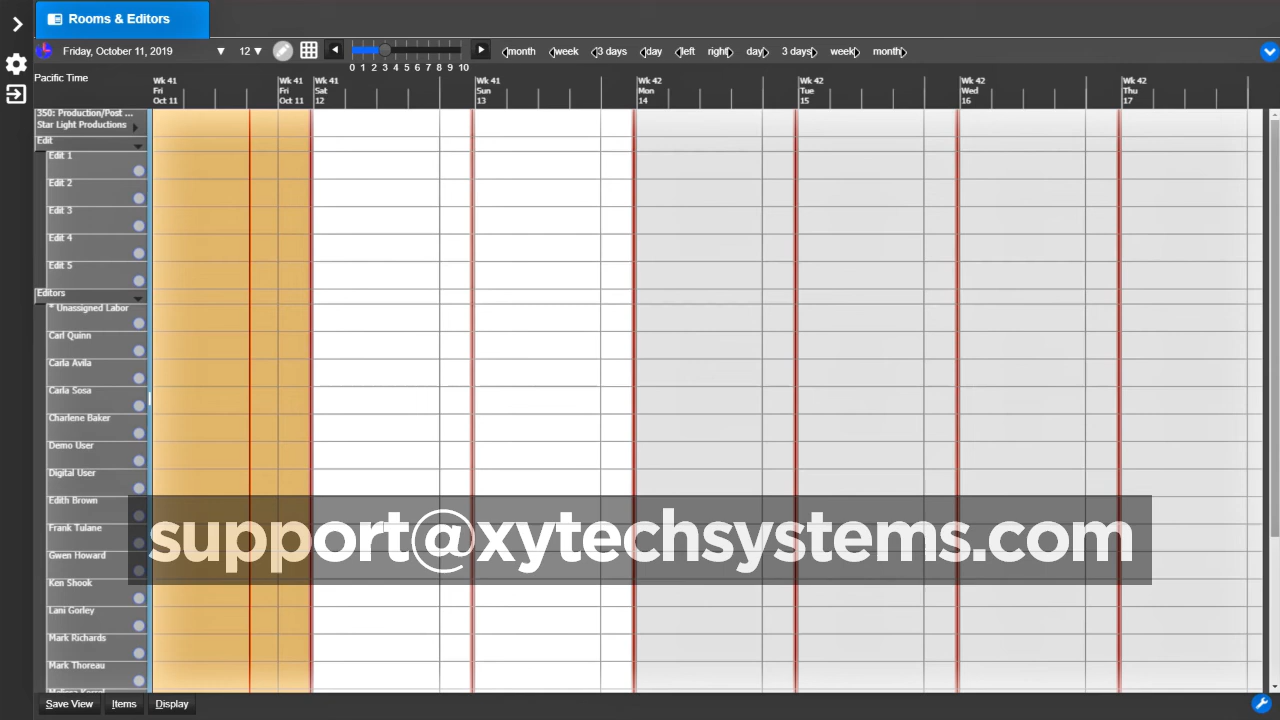 Rooms & Editors
Friday, October 11, 2019 12 month week 3 days day left right day 3 days week month
0 1 2 3 4 5 6 7 8 9 10
Pacific Time
Wk 41 Wk 41 Wk 41 Wk 41 Wk 42 Wk 42 Wk 42 Wk 42
Fri Fri Sat Sun Mon Tue Wed Thu
Oct 11 Oct 11 12 13 14 15 16 17
350: Production/Post ...
Star Light Productions
Edit
Edit 1
Edit 2
Edit 3
Edit 4
Edit 5
Editors
* Unassigned Labor
Carl Quinn
Carla Avila
Carla Sosa
Charlene Baker
Demo User
Digital User
Edith Brown
Frank Tulane
support@xytechsystems.com
Gwen Howard
Ken Shook
Lani Gorley
Mark Richards
Mark Thoreau
Save View Items Display